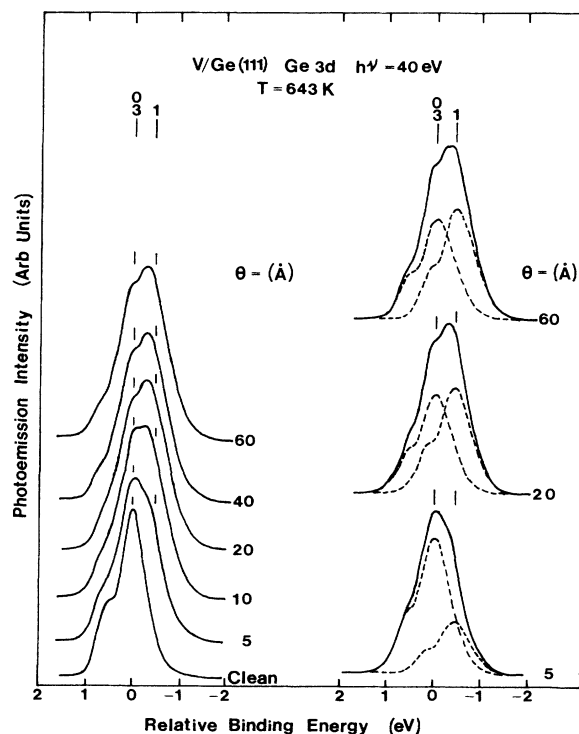 V/Ge(111) Ge 3d hν = 40 eV
T = 643 K
0
3 1
0
3 1
Photoemission Intensity (Arb Units)
θ = (Å)
θ = (Å)
60
40
20
10
5
Clean
60
20
5
2 1 0 -1 -2
2 1 0 -1 -2
Relative Binding Energy (eV)